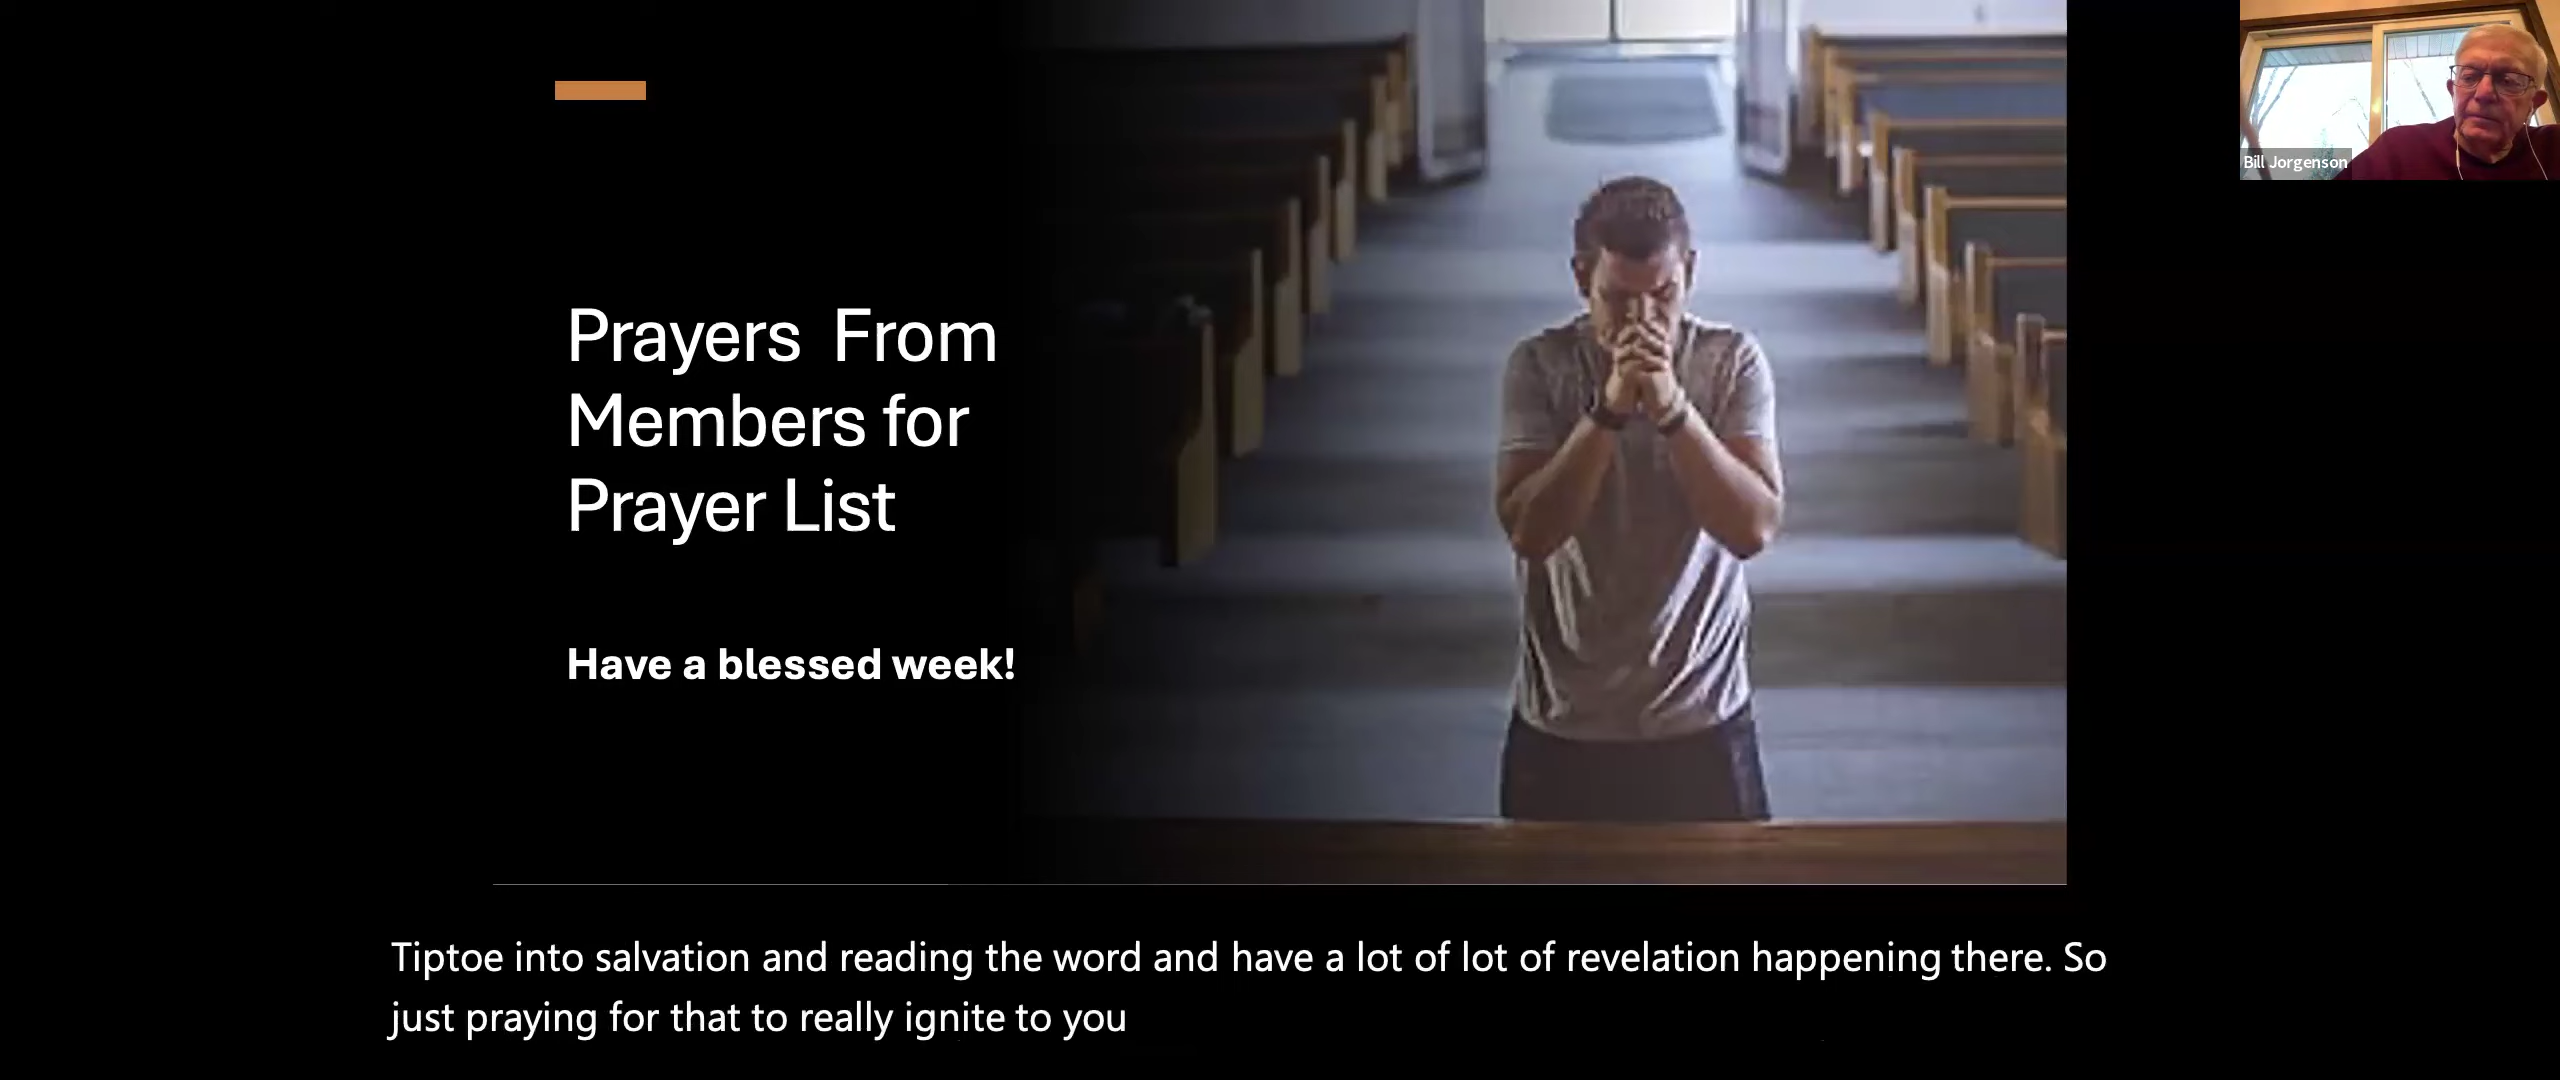 Prayers  From
Members for
Prayer List
Have a blessed week!
Bill Jorgenson
Tiptoe into salvation and reading the word and have a lot of lot of revelation happening there. So
just praying for that to really ignite to you